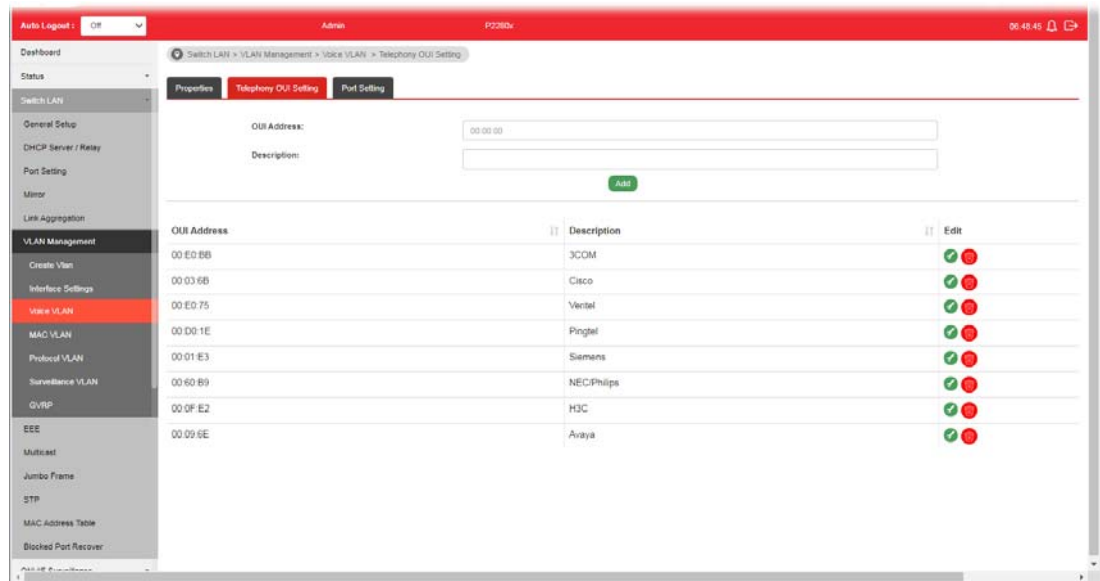 Auto Logout : Off Admin P2280x 06:48:45
Dashboard
Status
Switch LAN
General Setup
DHCP Server / Relay
Port Setting
Mirror
Link Aggregation
VLAN Management
Create Vlan
Interface Settings
Voice VLAN
MAC VLAN
Protocol VLAN
Surveillance VLAN
GVRP
EEE
Multicast
Jumbo Frame
STP
MAC Address Table
Blocked Port Recover
ONVIF Surveillance
Switch LAN > VLAN Management > Voice VLAN > Telephony OUI Setting
Properties Telephony OUI Setting Port Setting
OUI Address: 00:00:00
Description:
Add
OUI Address Description Edit
00:E0:BB 3COM
00:03:6B Cisco
00:E0:75 Veritel
00:D0:1E Pingtel
00:01:E3 Siemens
00:60:B9 NEC/Philips
00:0F:E2 H3C
00:09:6E Avaya